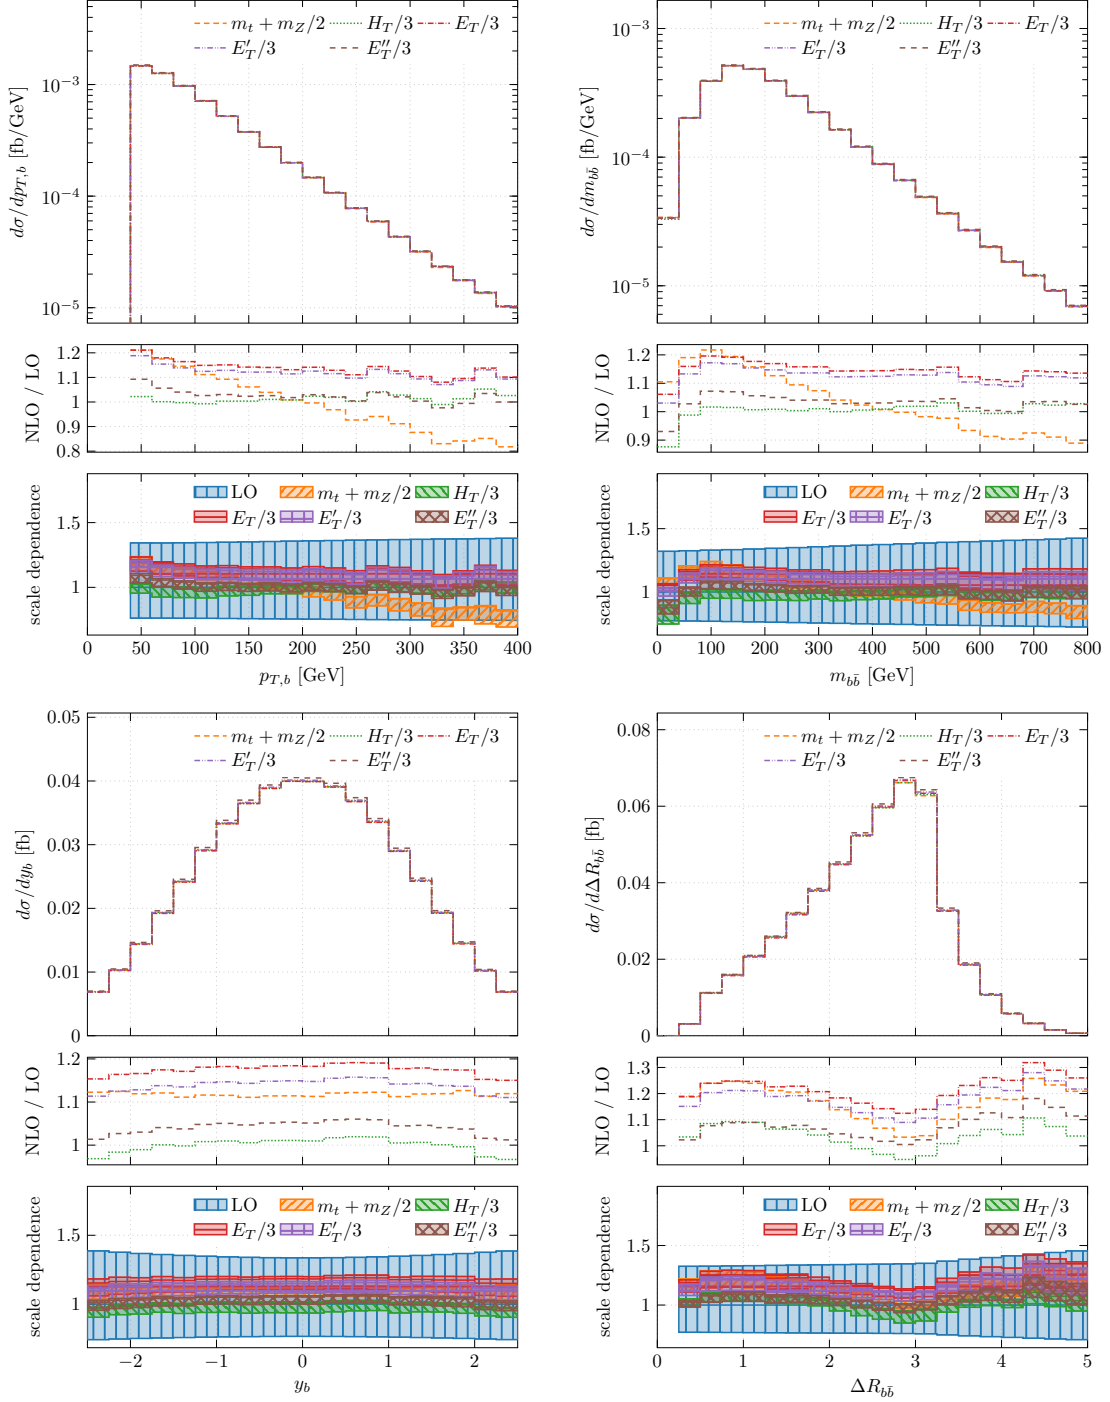 m_t + m_Z/2 H_T/3 E_T/3
E'_T/3 E''_T/3
10^{-3}
10^{-4}
10^{-5}
dσ/dp_{T,b} [fb/GeV]
1.2
1.1
1
0.9
0.8
NLO / LO
LO m_t + m_Z/2 H_T/3
E_T/3 E'_T/3 E''_T/3
1.5
1
scale dependence
0 50 100 150 200 250 300 350 400
p_{T,b} [GeV]
m_t + m_Z/2 H_T/3 E_T/3
E'_T/3 E''_T/3
10^{-3}
10^{-4}
10^{-5}
dσ/dm_{b\bar{b}} [fb/GeV]
1.2
1.1
1
0.9
NLO / LO
LO m_t + m_Z/2 H_T/3
E_T/3 E'_T/3 E''_T/3
1.5
1
scale dependence
0 100 200 300 400 500 600 700 800
m_{b\bar{b}} [GeV]
m_t + m_Z/2 H_T/3 E_T/3
E'_T/3 E''_T/3
0.05
0.04
0.03
0.02
0.01
0
dσ/dy_b [fb]
1.2
1.1
1
NLO / LO
LO m_t + m_Z/2 H_T/3
E_T/3 E'_T/3 E''_T/3
1.5
1
scale dependence
−2 −1 0 1 2
y_b
m_t + m_Z/2 H_T/3 E_T/3
E'_T/3 E''_T/3
0.08
0.06
0.04
0.02
0
dσ/dΔR_{b\bar{b}} [fb]
1.3
1.2
1.1
1
NLO / LO
LO m_t + m_Z/2 H_T/3
E_T/3 E'_T/3 E''_T/3
1.5
1
scale dependence
0 1 2 3 4 5
ΔR_{b\bar{b}}